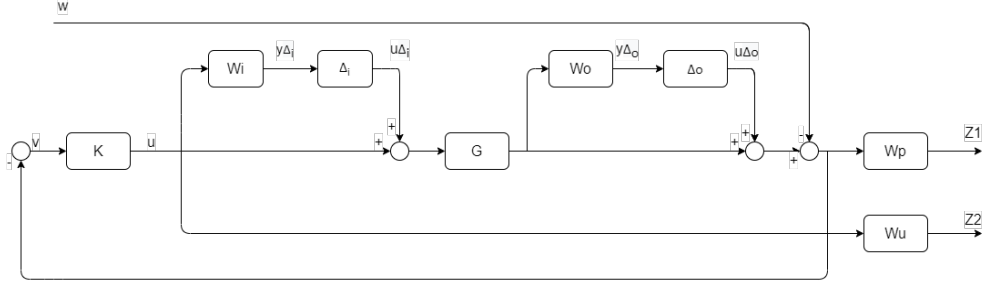 w
yΔi
uΔi
yΔo
uΔo
Wi
Δi
Wo
Δo
+
+
-
v
K
u
+
G
+
+
Wp
Z1
-
Wu
Z2